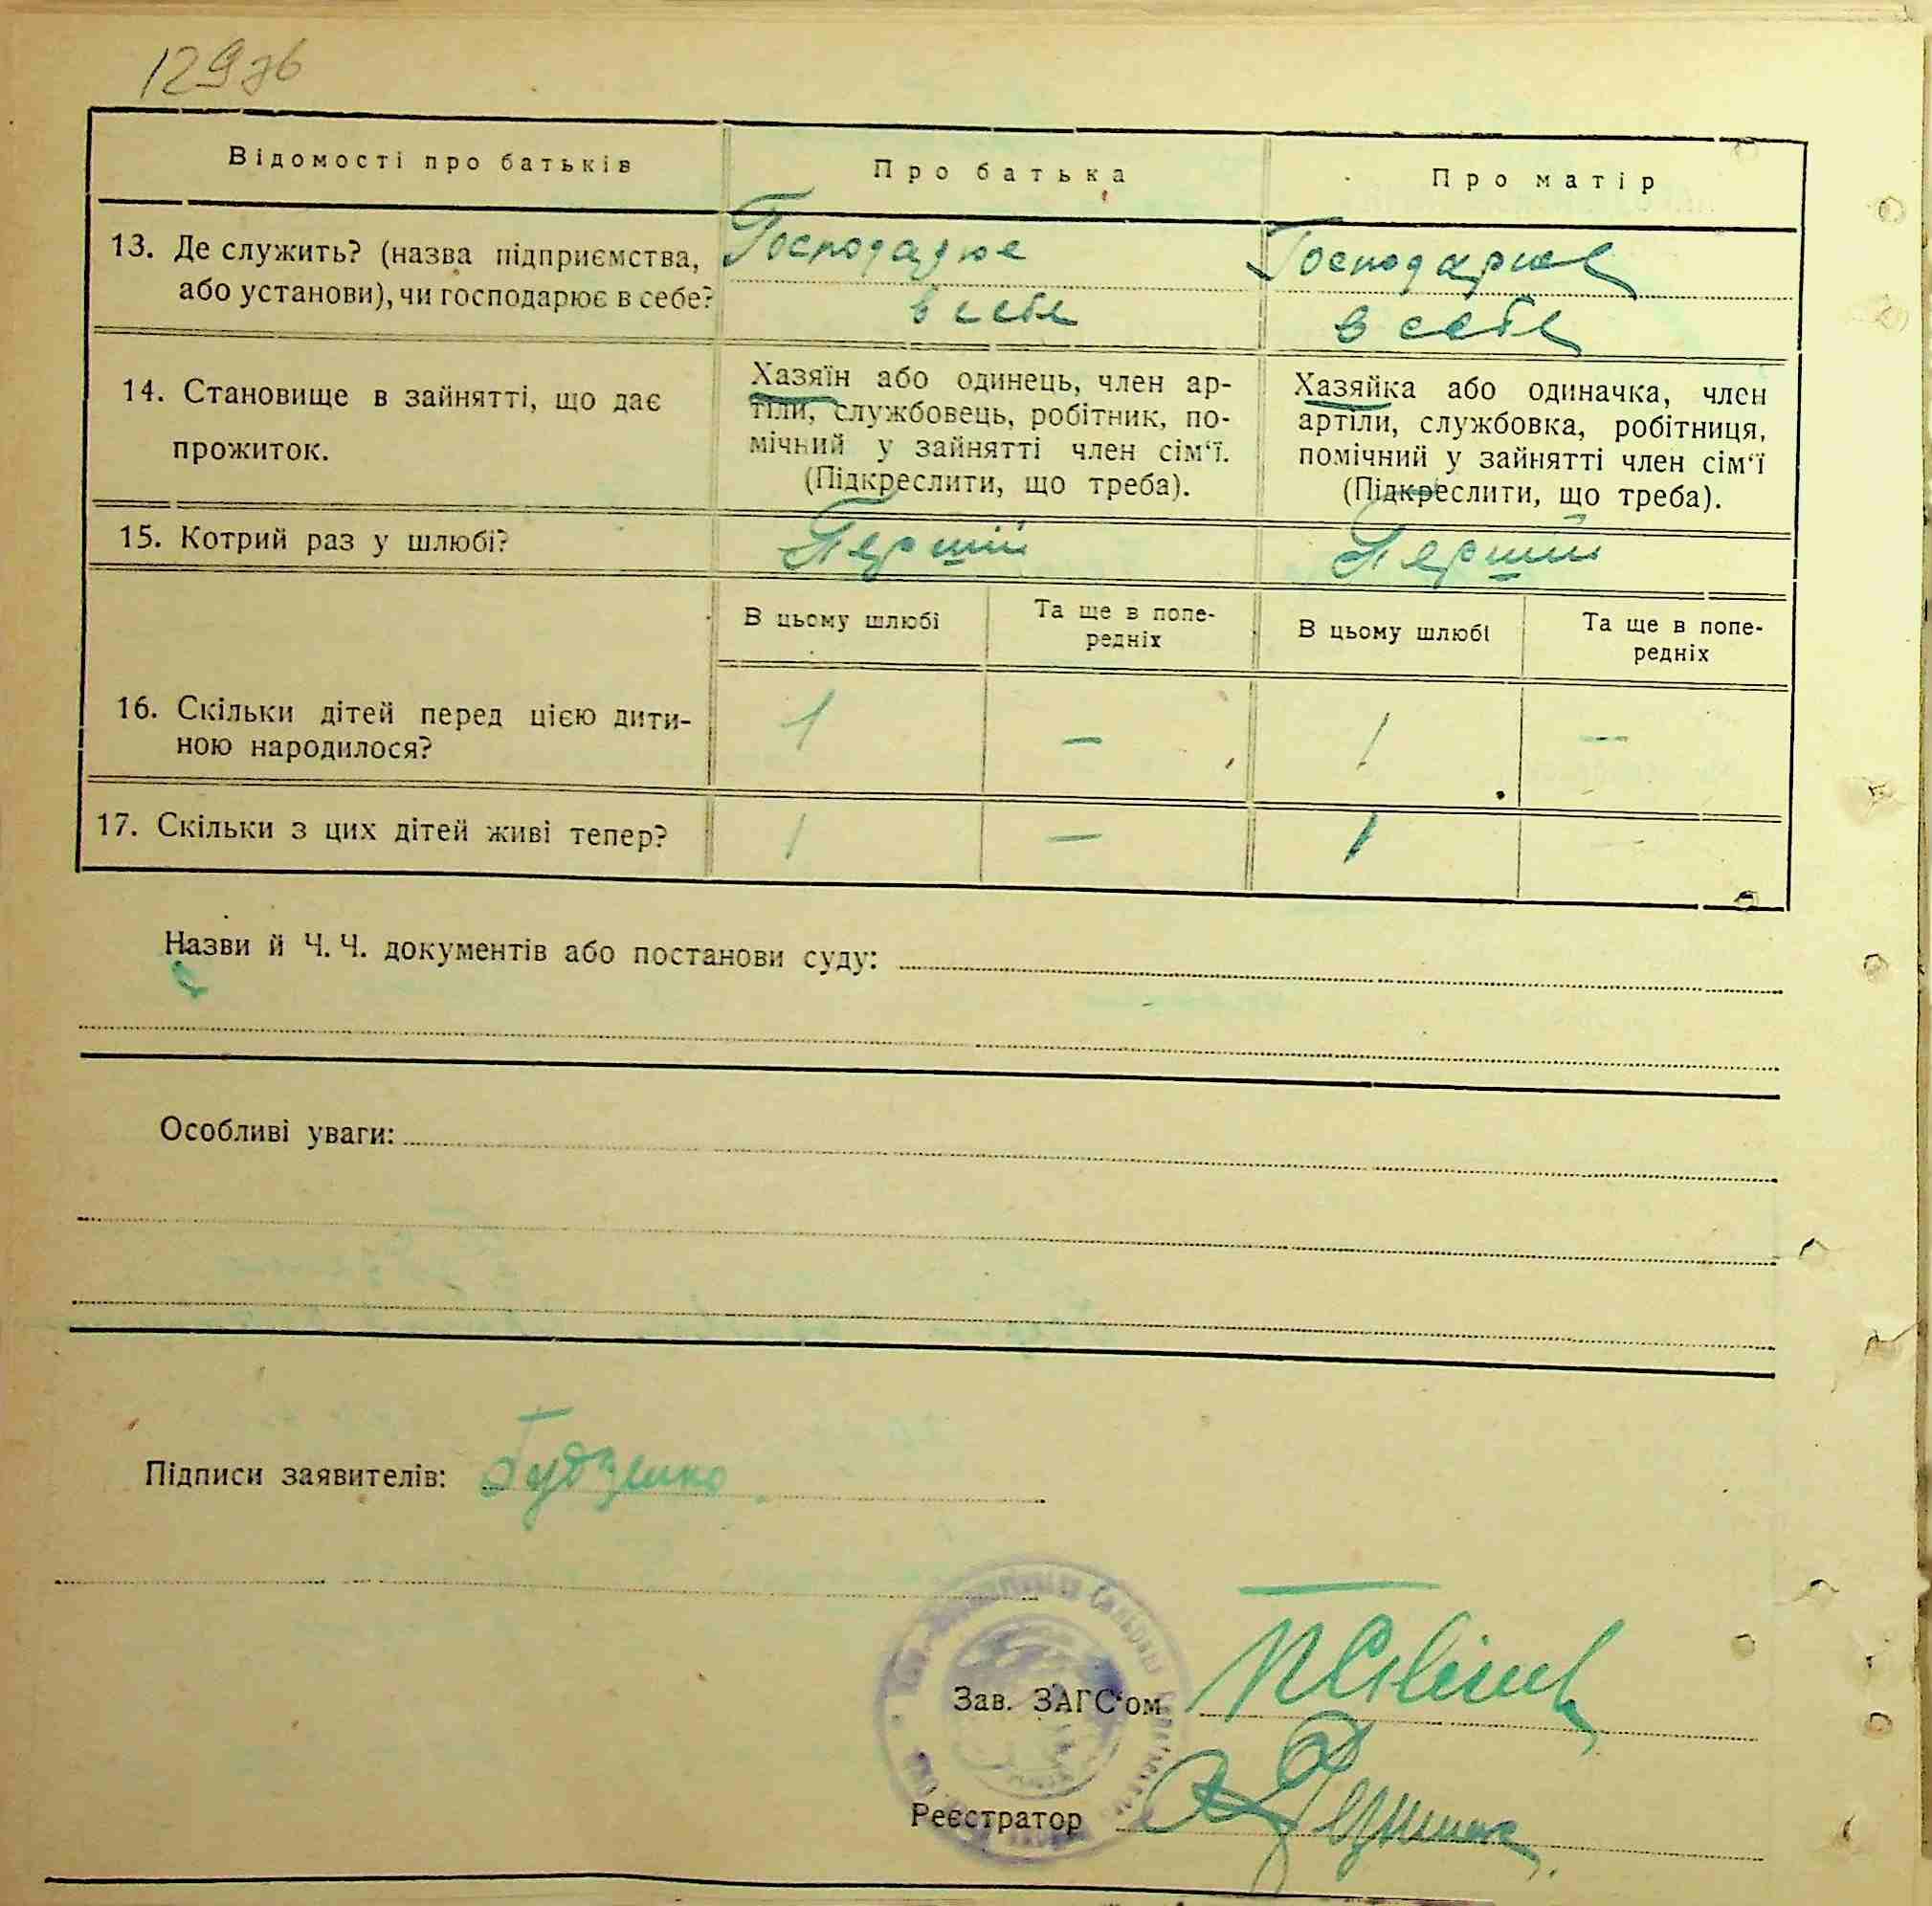 129зв
Відомості про батьків
Про батька
Про матір
13. Де служить? (назва підприємства,
або установи), чи господарює в себе?
Господарює
в себе
Господарює
в себе
14. Становище в зайнятті, що дає
прожиток.
Хазяїн або одинець, член ар-
тіли, службовець, робітник, по-
мічний у зайнятті член сім‘ї.
(Підкреслити, що треба).
Хазяйка або одиначка, член
артіли, службовка, робітниця,
помічний у зайнятті член сім‘ї
(Підкреслити, що треба).
15. Котрий раз у шлюбі?
Перший
Перший
В цьому шлюбі
Та ще в попе-
редніх
В цьому шлюбі
Та ще в попе-
редніх
16. Скільки дітей перед цією дити-
ною народилося?
1 — 1 —
17. Скільки з цих дітей живі тепер?
1 — 1
Назви й Ч. Ч. документів або постанови суду:
Особливі уваги:
Підписи заявителів: Гудзенко
Зав. ЗАГС‘ом
Реєстратор